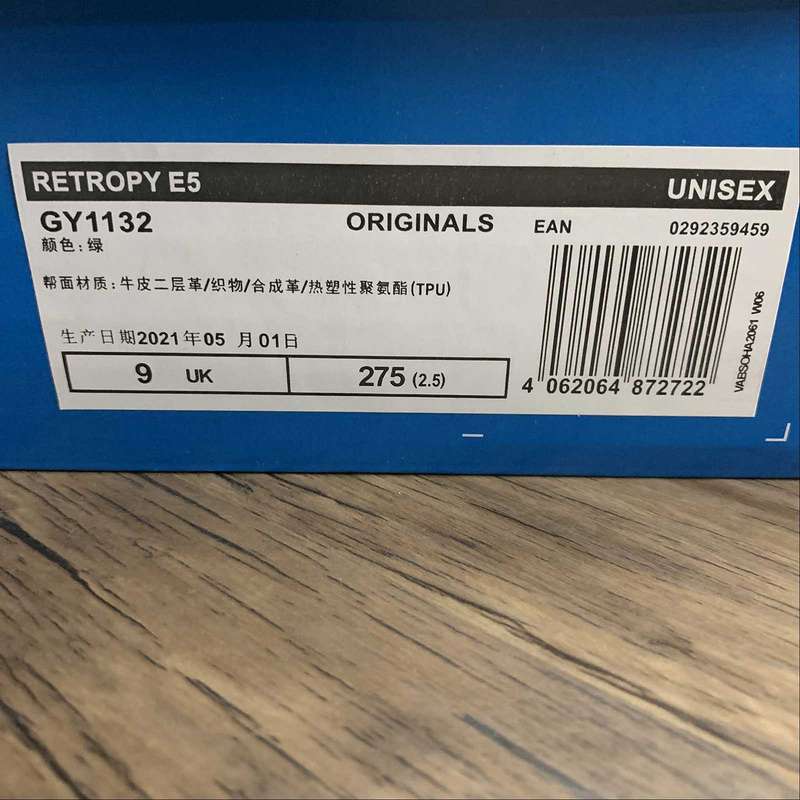 RETROPY E5 UNISEX
GY1132 ORIGINALS EAN 0292359459
颜色:绿
帮面材质:牛皮二层革/织物/合成革/热塑性聚氨酯(TPU)
生产日期2021年05 月01日
9 UK 275 (2.5)
4 062064 872722
VABSOHA2061 VV06